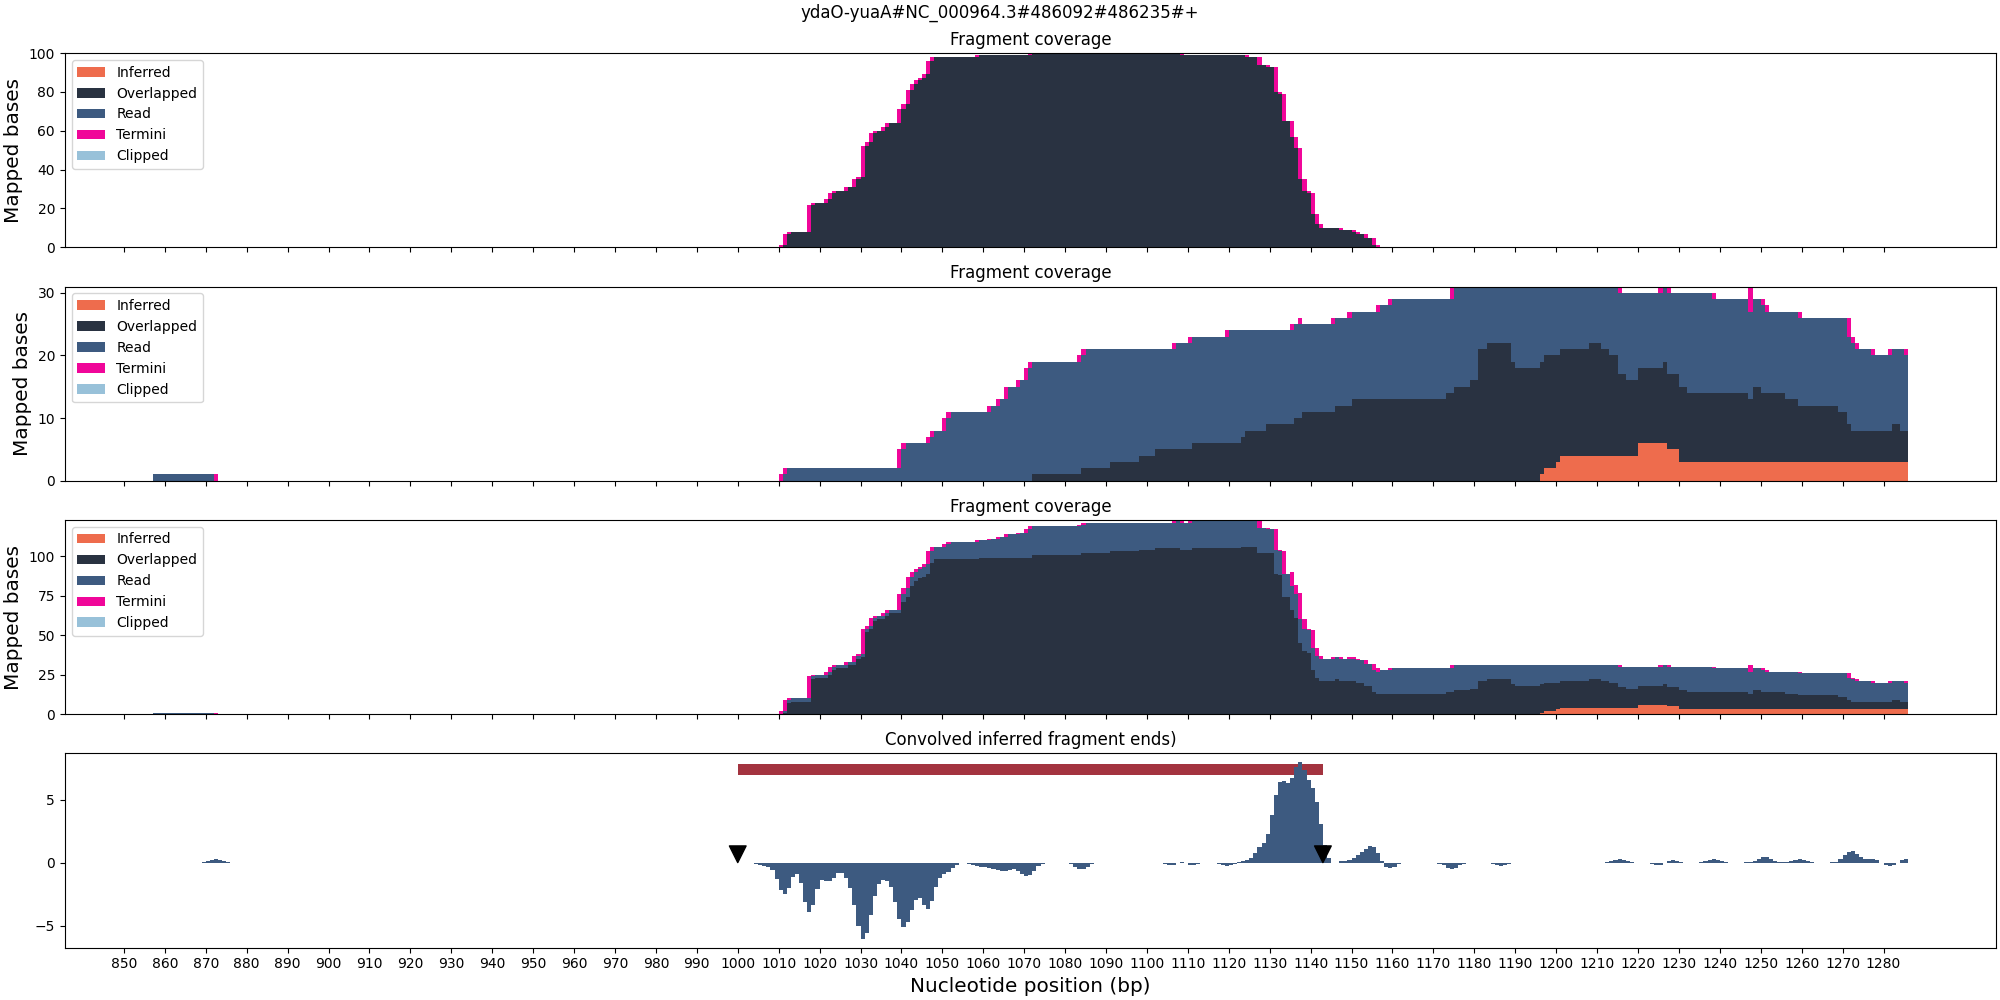 ydaO-yuaA#NC_000964.3#486092#486235#+
Fragment coverage
Mapped bases
100
80
60
40
20
0
Inferred
Overlapped
Read
Termini
Clipped
Fragment coverage
Mapped bases
30
20
10
0
Inferred
Overlapped
Read
Termini
Clipped
Fragment coverage
Mapped bases
100
75
50
25
0
Inferred
Overlapped
Read
Termini
Clipped
Convolved inferred fragment ends)
5
0
−5
850 860 870 880 890 900 910 920 930 940 950 960 970 980 990 1000 1010 1020 1030 1040 1050 1060 1070 1080 1090 1100 1110 1120 1130 1140 1150 1160 1170 1180 1190 1200 1210 1220 1230 1240 1250 1260 1270 1280
Nucleotide position (bp)